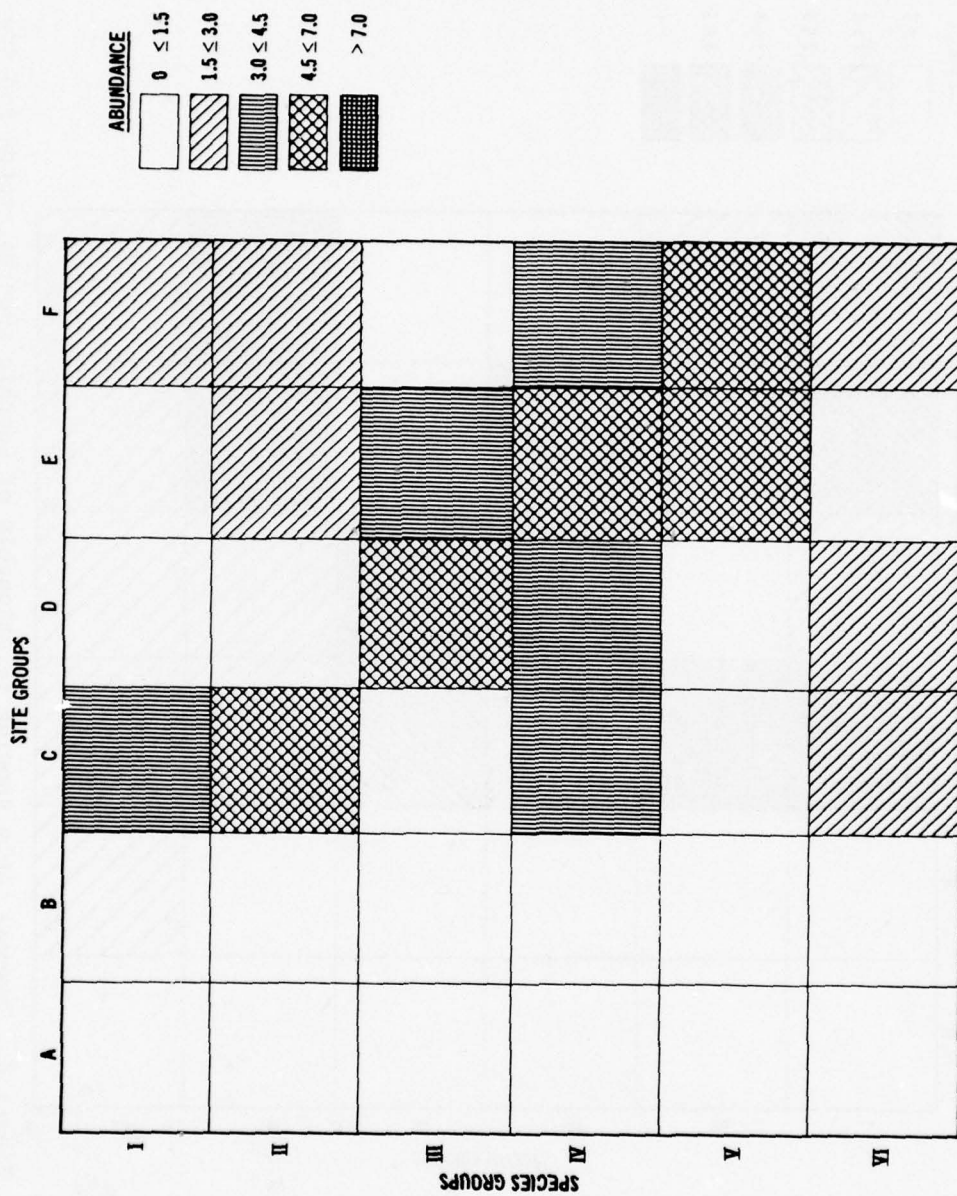 SITE GROUPS
A B C D E F
SPECIES GROUPS
I
II
III
IV
V
VI
ABUNDANCE
0 ≤ 1.5
1.5 ≤ 3.0
3.0 ≤ 4.5
4.5 ≤ 7.0
> 7.0